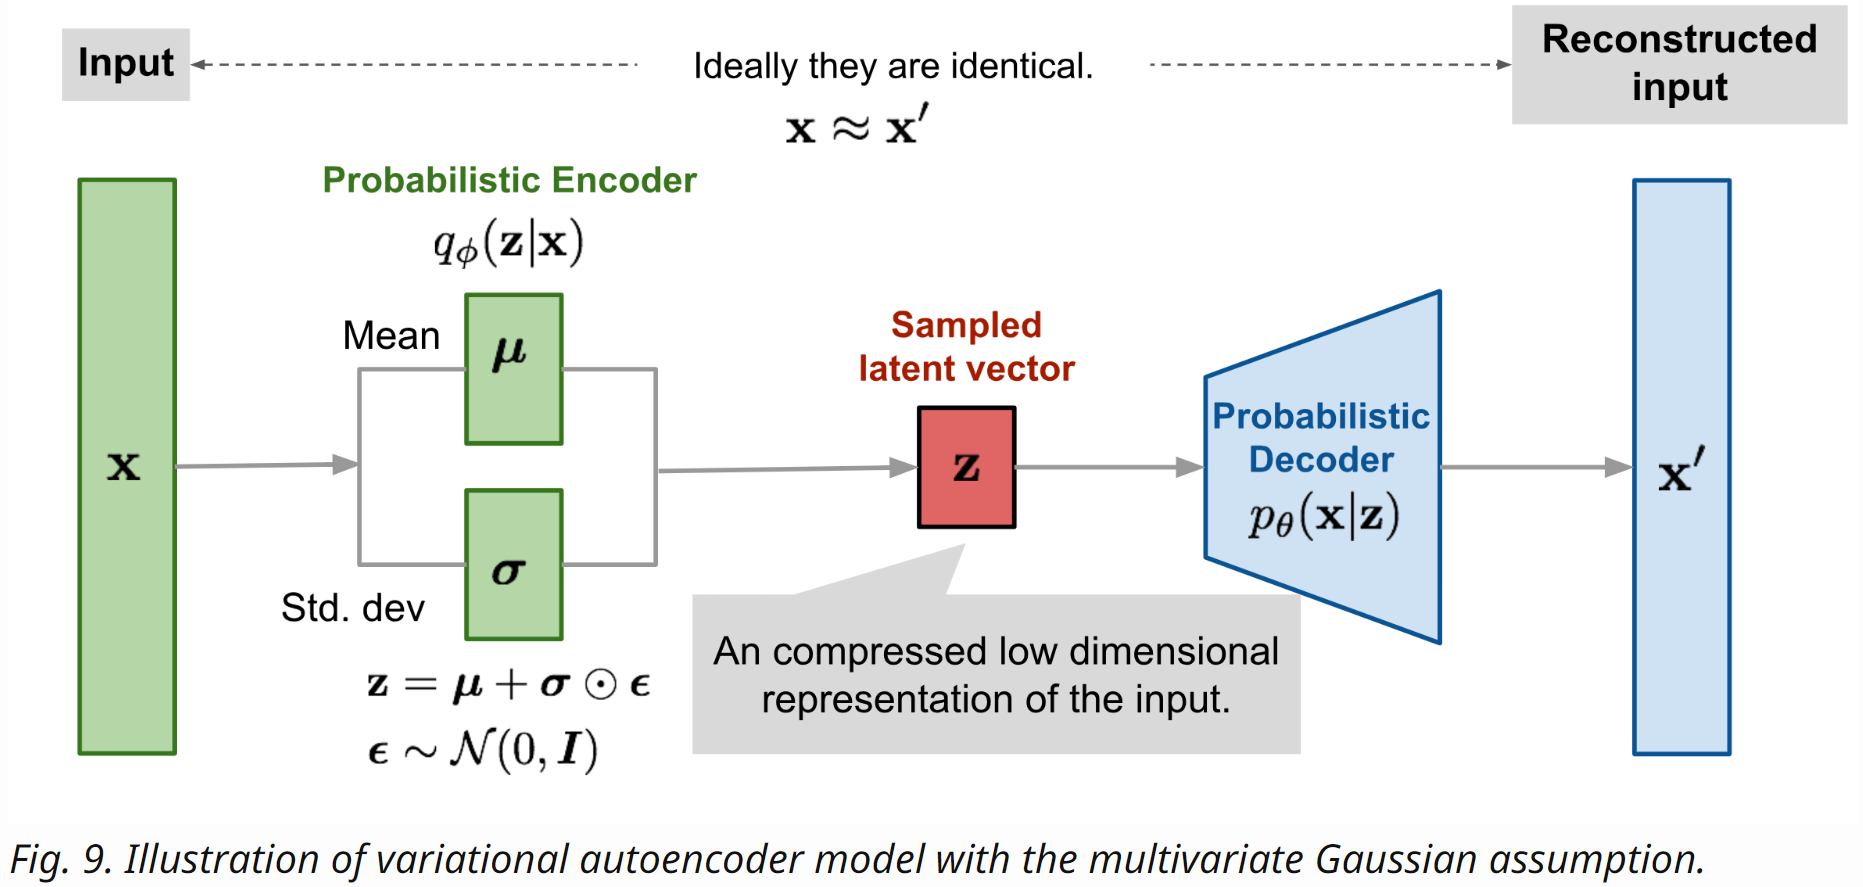 Input
Ideally they are identical.
x ≈ x′
Reconstructed
input
Probabilistic Encoder
qϕ(z|x)
Mean
μ
x
Std. dev
σ
z = μ + σ ⊙ ϵ
ϵ ∼ 𝒩(0, I)
Sampled
latent vector
z
An compressed low dimensional
representation of the input.
Probabilistic
Decoder
pθ(x|z)
x′
Fig. 9. Illustration of variational autoencoder model with the multivariate Gaussian assumption.